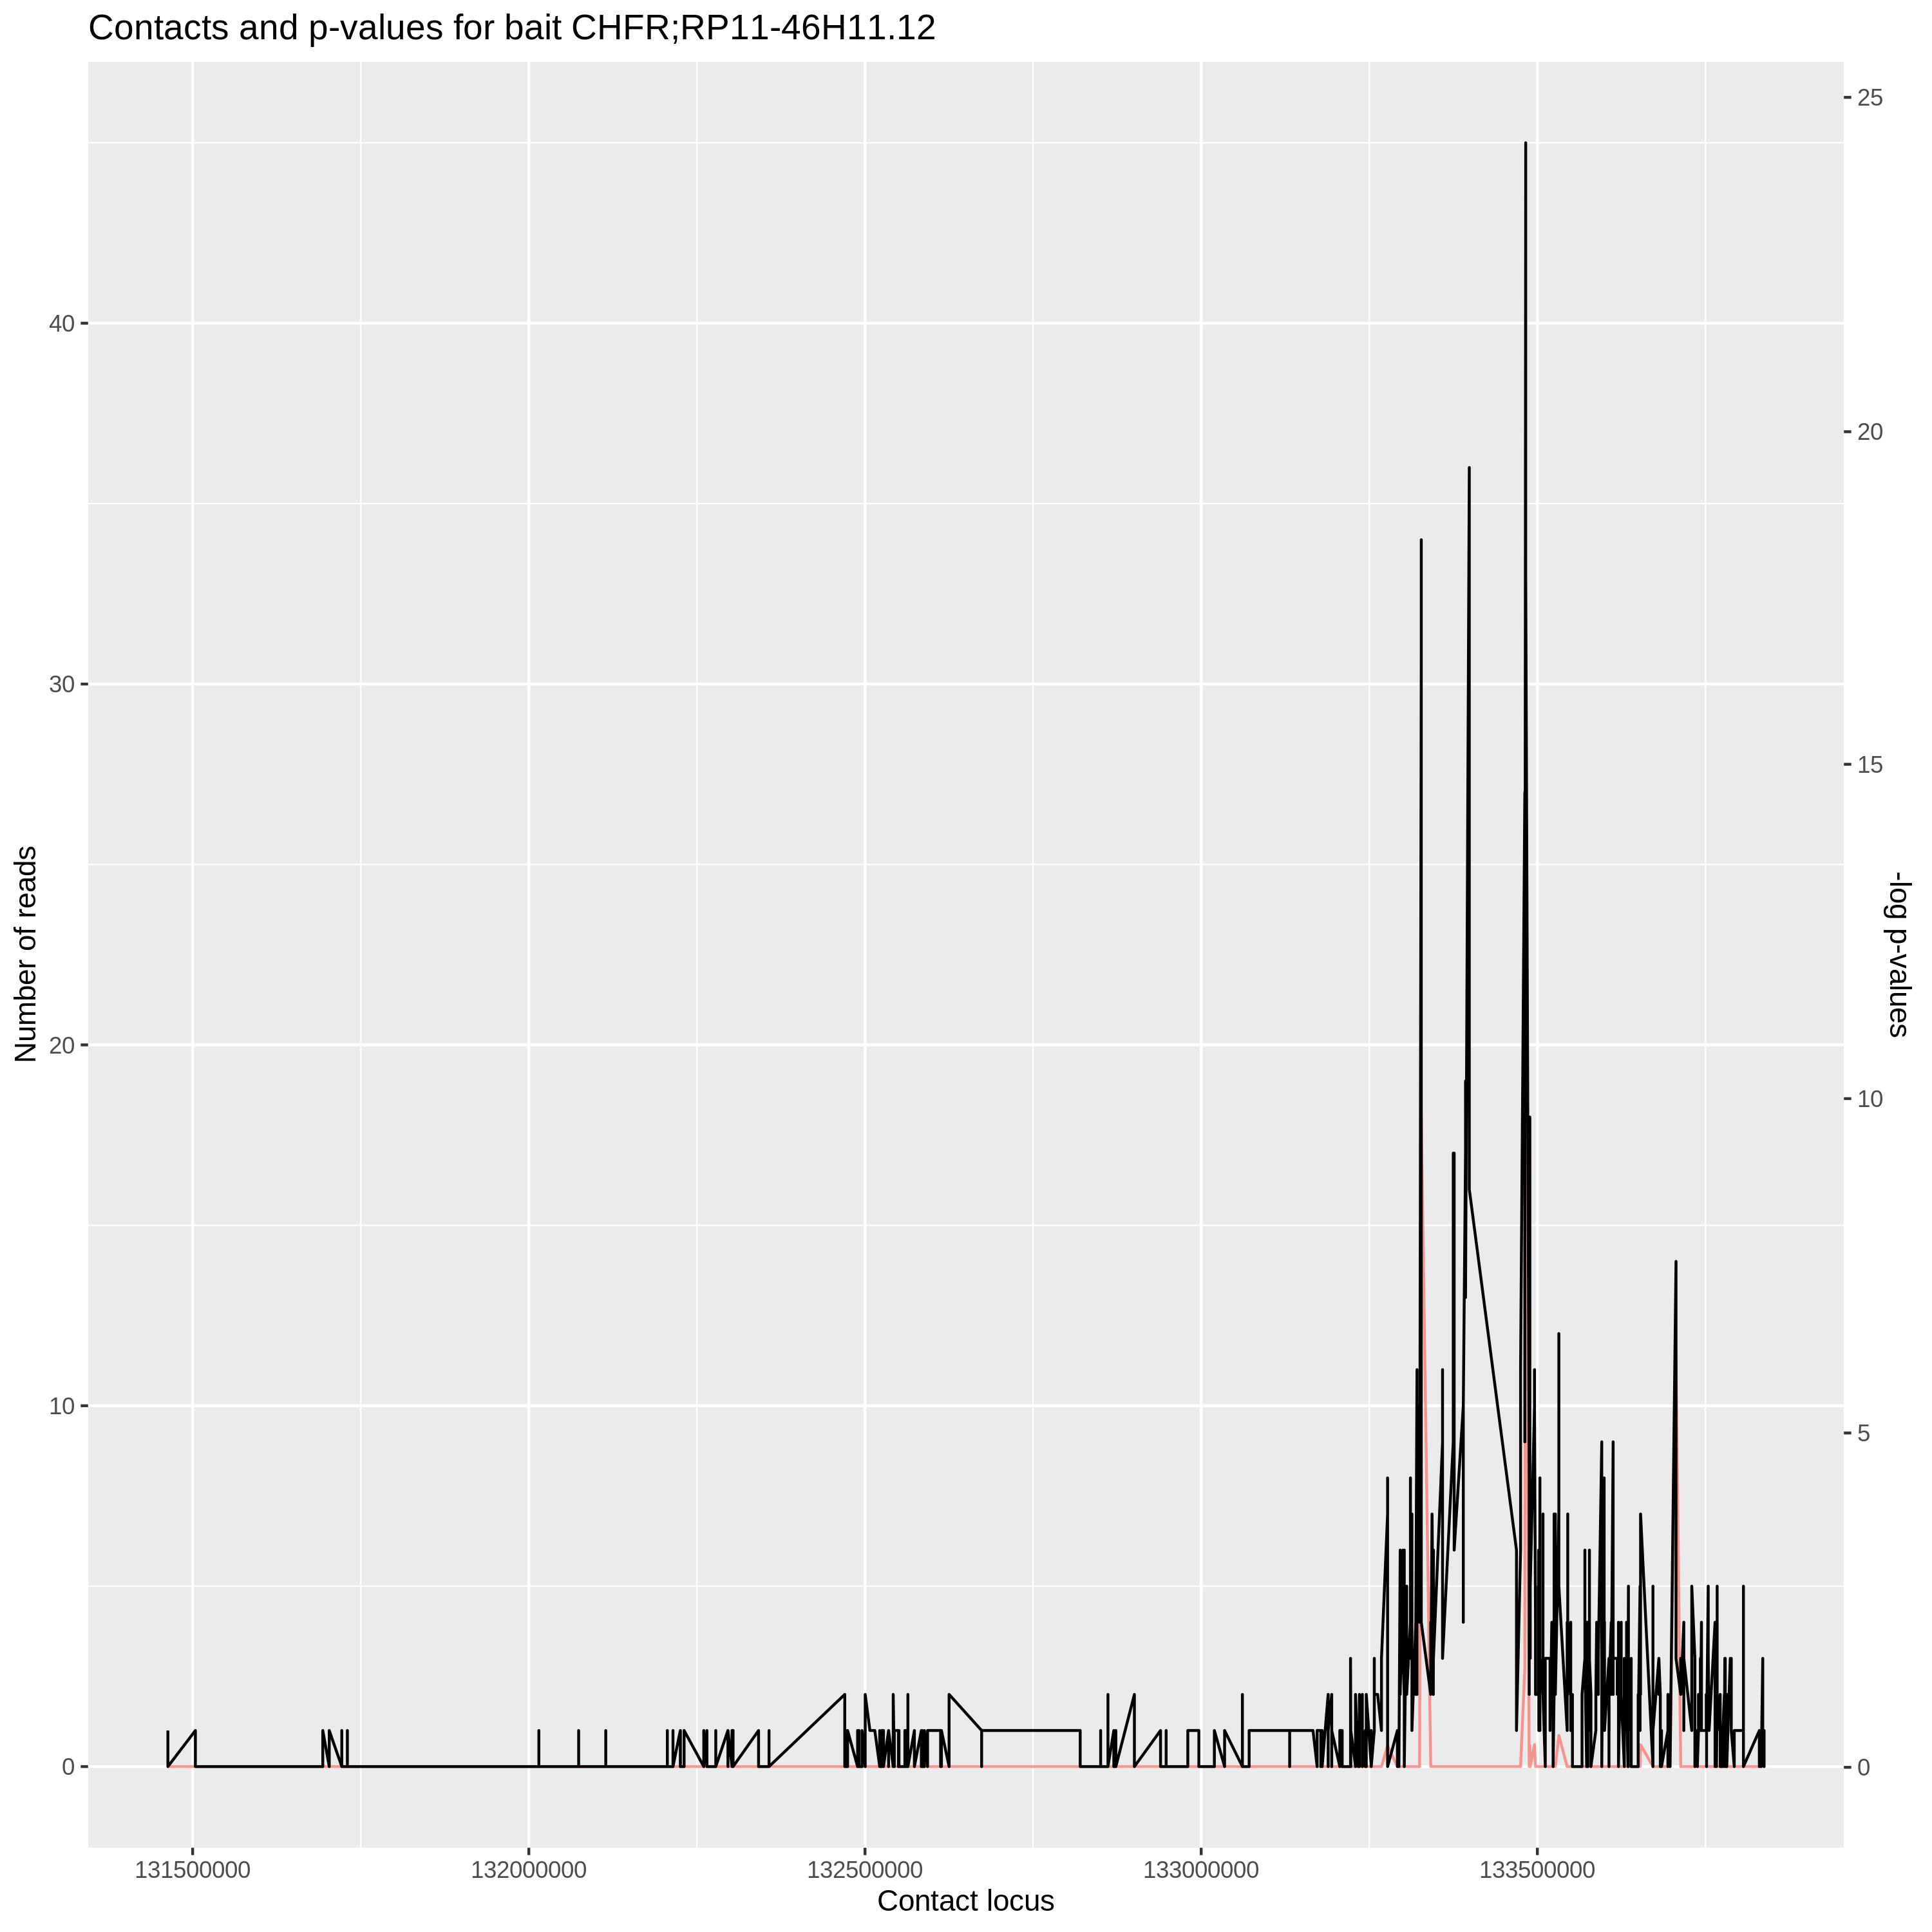 Contacts and p-values for bait CHFR;RP11-46H11.12
Number of reads
40
30
20
10
0
25
20
15
10
5
0
-log p-values
131500000 132000000 132500000 133000000 133500000
Contact locus